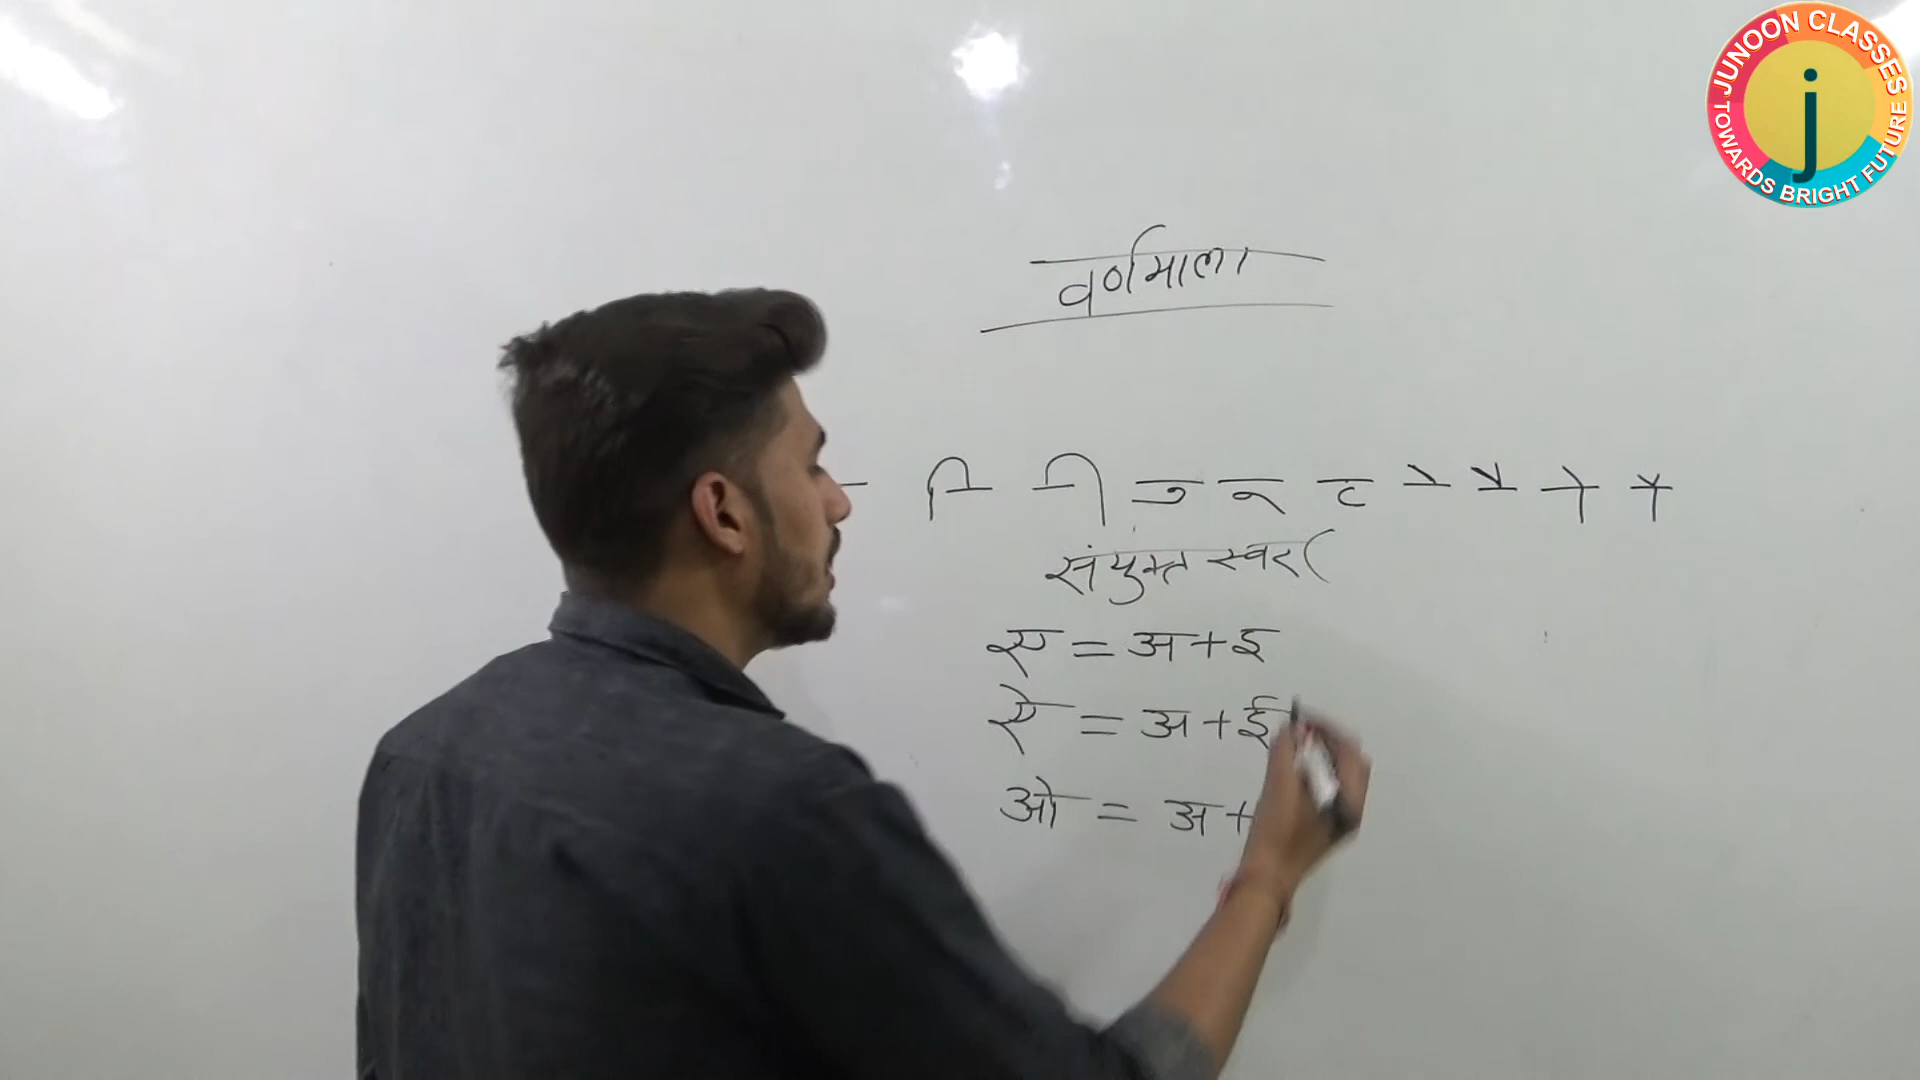 JUNOON CLASSES
j
TOWARDS BRIGHT FUTURE
वर्णमाला
ि ी ु ू ृ े ै ो ौ
संयुक्त स्वर (
ए = अ + इ
ऐ = अ + ई
ओ = अ +